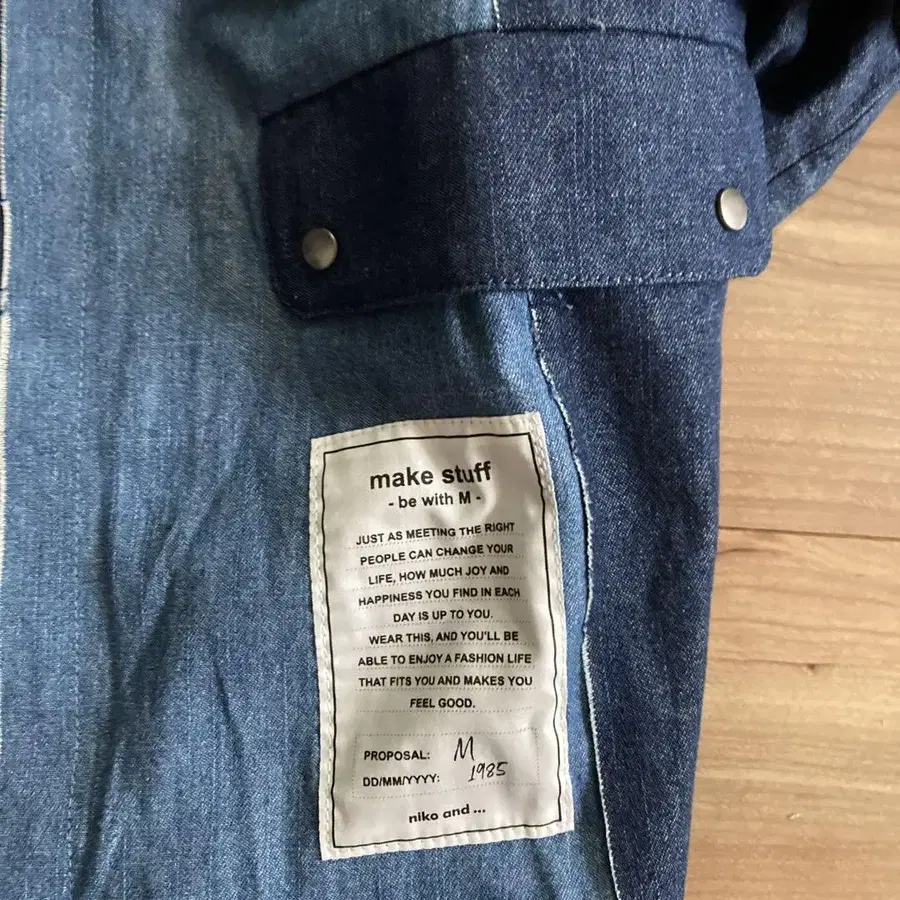 make stuff
- be with M -
JUST AS MEETING THE RIGHT
PEOPLE CAN CHANGE YOUR
LIFE, HOW MUCH JOY AND
HAPPINESS YOU FIND IN EACH
DAY IS UP TO YOU.
WEAR THIS, AND YOU'LL BE
ABLE TO ENJOY A FASHION LIFE
THAT FITS YOU AND MAKES YOU
FEEL GOOD.
PROPOSAL: M
DD/MM/YYYY: 1985
niko and ...